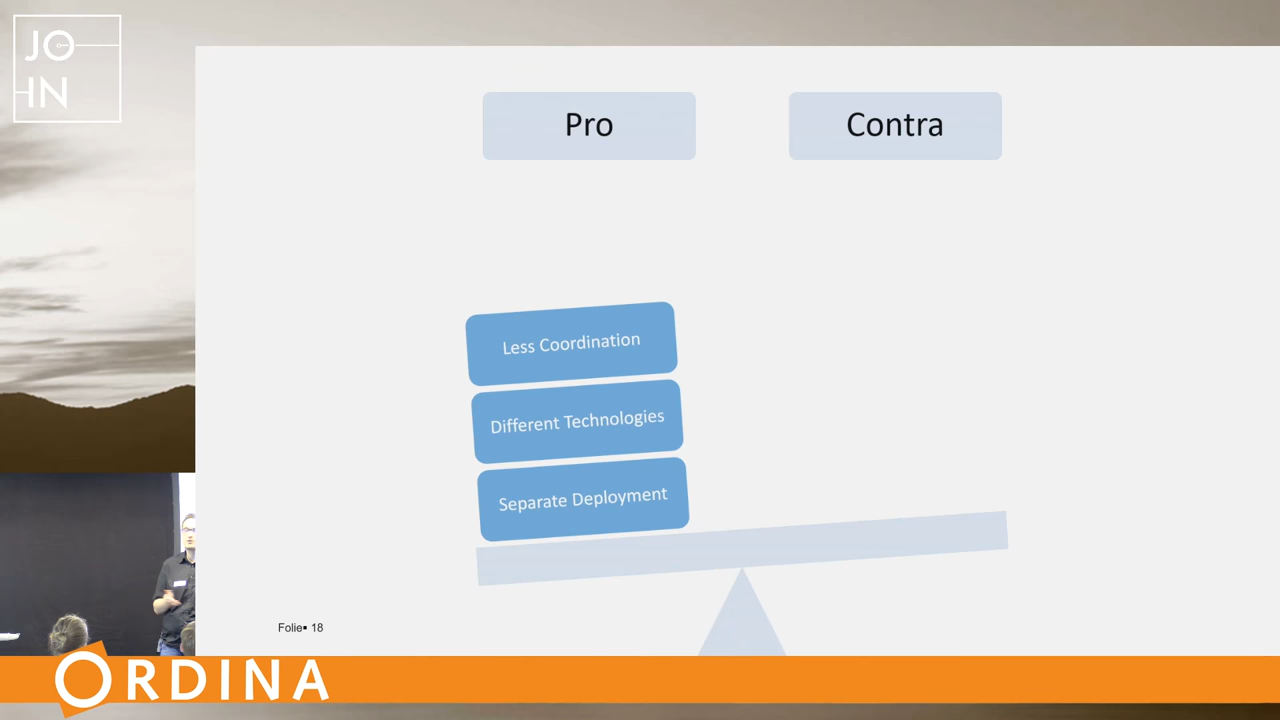 JO
IN
Pro
Contra
Less Coordination
Different Technologies
Separate Deployment
Folie▪ 18
ORDINA